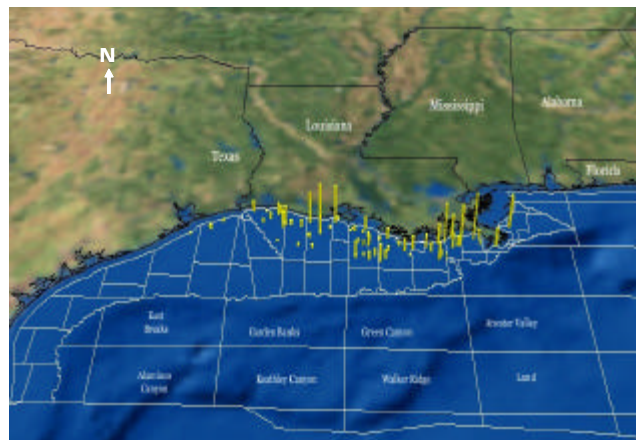 N
Mississippi
Alabama
Louisiana
Texas
Florida
East
Breaks
Garden Banks
Green Canyon
Atwater Valley
Alaminos
Canyon
Keathley Canyon
Walker Ridge
Lund